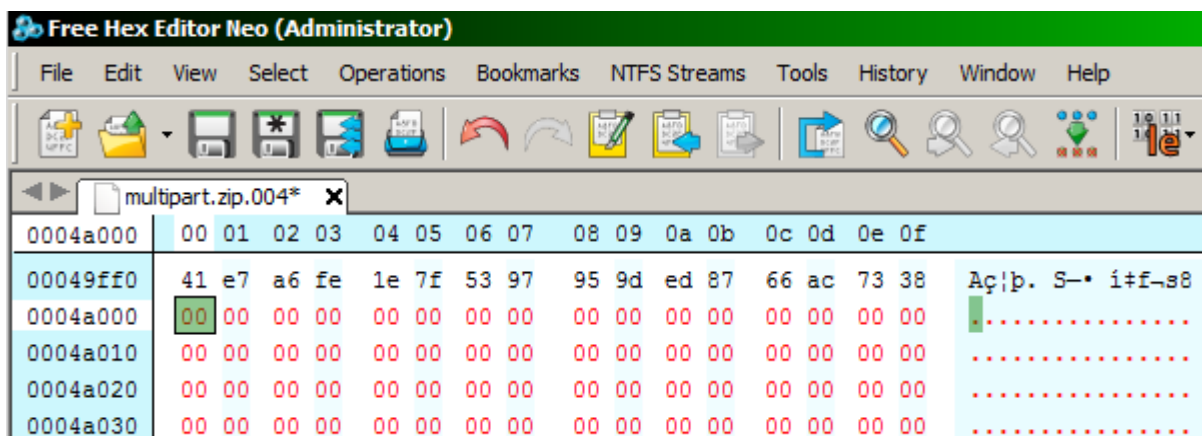 Free Hex Editor Neo (Administrator)
File Edit View Select Operations Bookmarks NTFS Streams Tools History Window Help
multipart.zip.004*
0004a000 00 01 02 03 04 05 06 07 08 09 0a 0b 0c 0d 0e 0f
00049ff0 41 e7 a6 fe 1e 7f 53 97 95 9d ed 87 66 ac 73 38 Aç¦þ. S—• í‡f¬s8
0004a000 00 00 00 00 00 00 00 00 00 00 00 00 00 00 00 00 ................
0004a010 00 00 00 00 00 00 00 00 00 00 00 00 00 00 00 00 ................
0004a020 00 00 00 00 00 00 00 00 00 00 00 00 00 00 00 00 ................
0004a030 00 00 00 00 00 00 00 00 00 00 00 00 00 00 00 00 ................